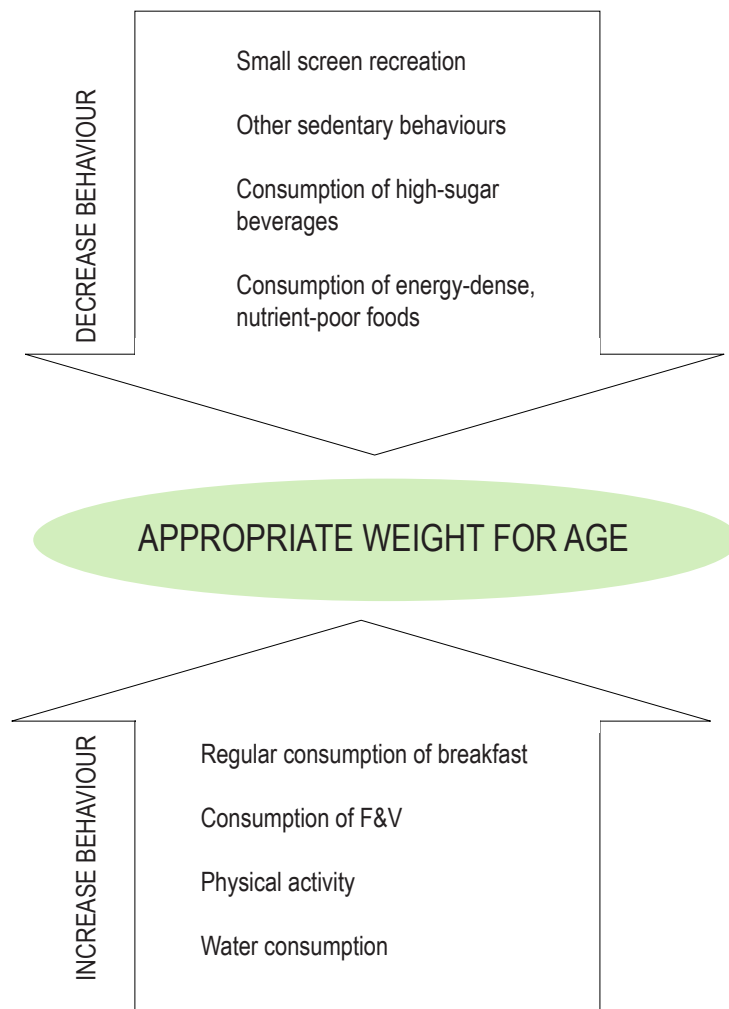 DECREASE BEHAVIOUR
Small screen recreation
Other sedentary behaviours
Consumption of high-sugar
beverages
Consumption of energy-dense,
nutrient-poor foods
APPROPRIATE WEIGHT FOR AGE
INCREASE BEHAVIOUR
Regular consumption of breakfast
Consumption of F&V
Physical activity
Water consumption